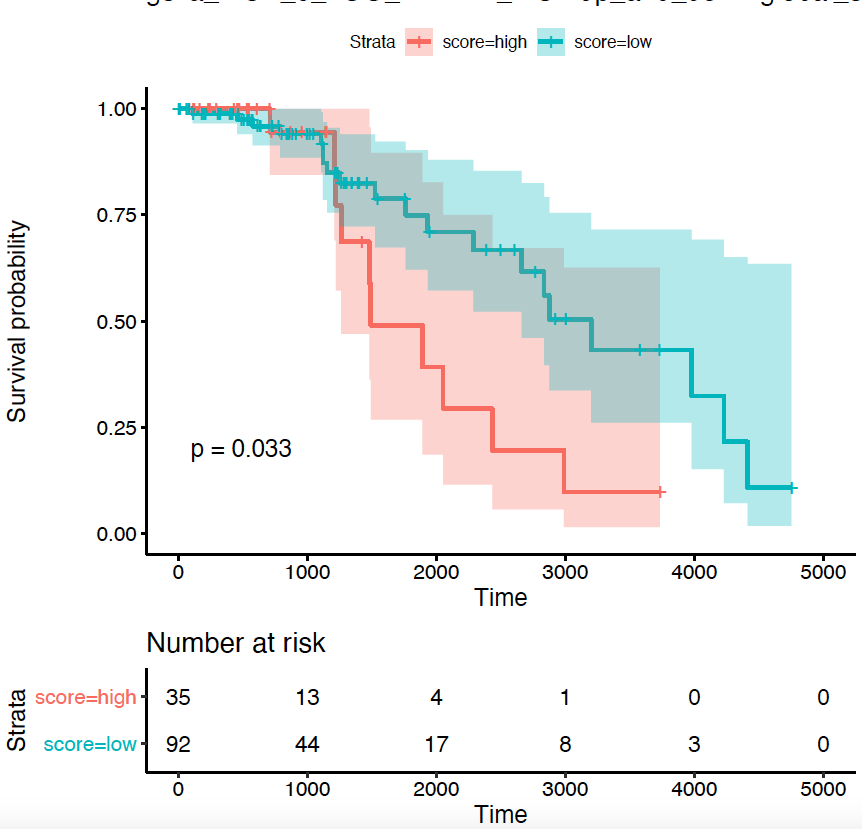 Strata score=high score=low
1.00
0.75
0.50
0.25
0.00
Survival probability
p = 0.033
0 1000 2000 3000 4000 5000
Time
Number at risk
Strata
score=high 35 13 4 1 0 0
score=low 92 44 17 8 3 0
0 1000 2000 3000 4000 5000
Time